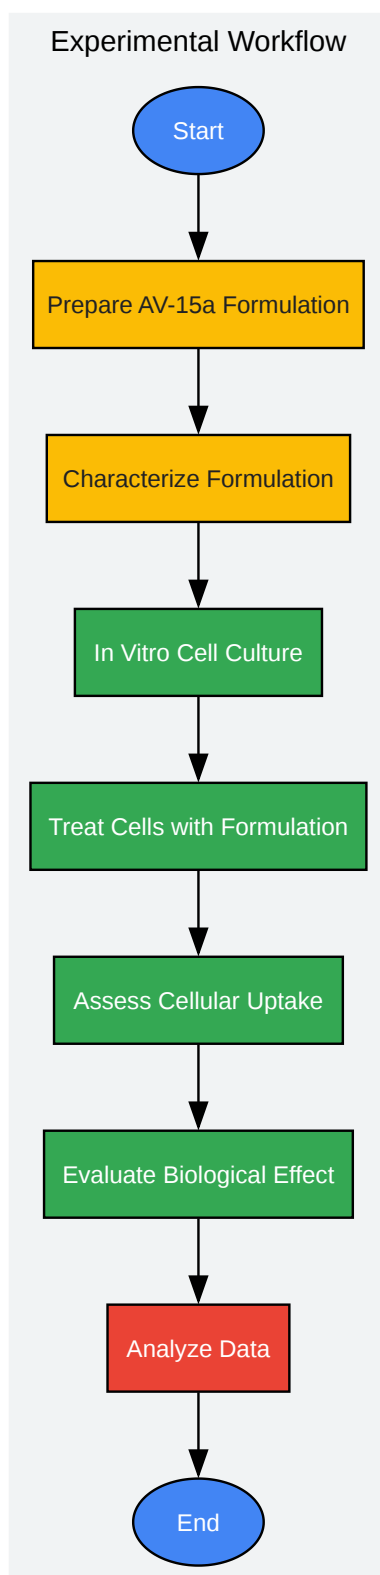 Experimental Workflow
Start
Prepare AV-15a Formulation
Characterize Formulation
In Vitro Cell Culture
Treat Cells with Formulation
Assess Cellular Uptake
Evaluate Biological Effect
Analyze Data
End